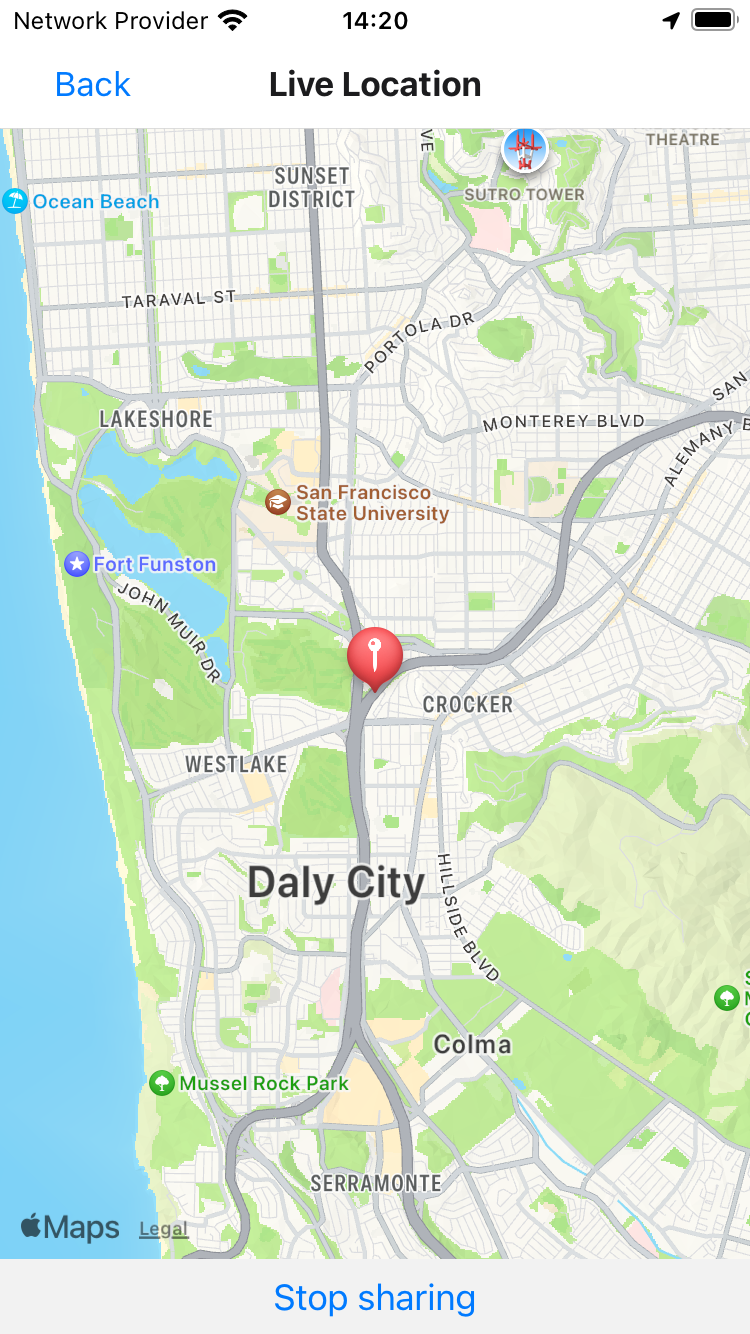 Network Provider 14:20
Back Live Location
VE
THEATRE
SUNSET
DISTRICT
SUTRO TOWER
Ocean Beach
TARAVAL ST
PORTOLA DR
SAN
LAKESHORE
MONTEREY BLVD
ALEMANY B
San Francisco
State University
Fort Funston
JOHN MUIR DR
CROCKER
WESTLAKE
Daly City
HILLSIDE BLVD
S
M
C
Colma
Mussel Rock Park
SERRAMONTE
Maps Legal
Stop sharing